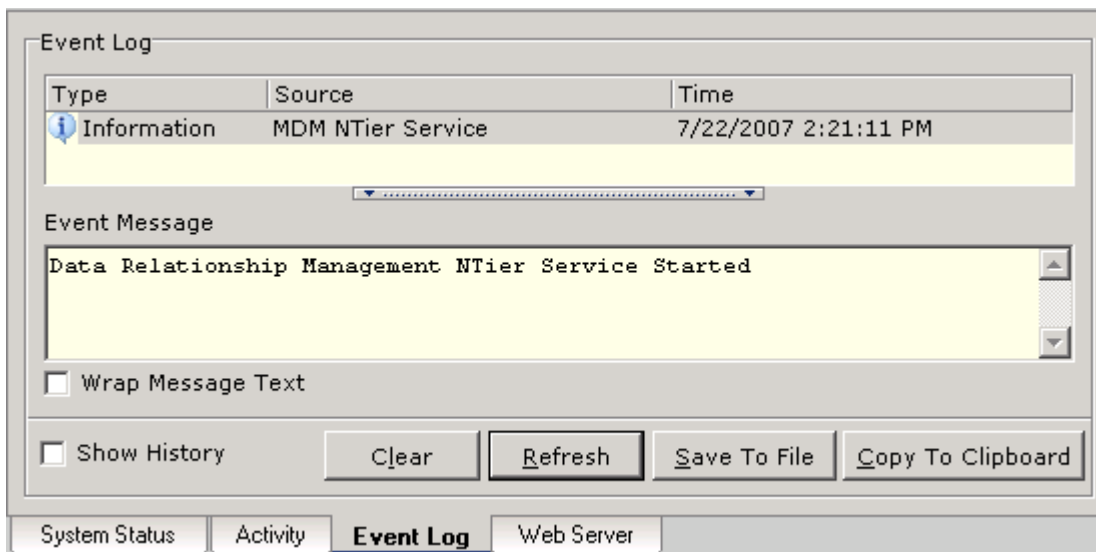 Event Log
Type Source Time
Information MDM NTier Service 7/22/2007 2:21:11 PM
Event Message
Data Relationship Management NTier Service Started
Wrap Message Text
Show History Clear Refresh Save To File Copy To Clipboard
System Status Activity Event Log Web Server